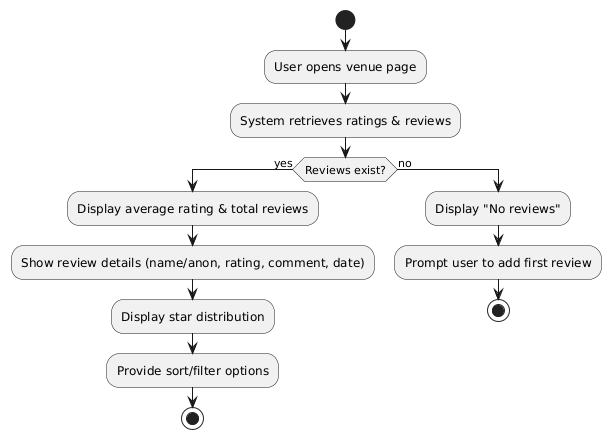 User opens venue page
System retrieves ratings & reviews
Reviews exist?
yes
no
Display average rating & total reviews
Show review details (name/anon, rating, comment, date)
Display star distribution
Provide sort/filter options
Display "No reviews"
Prompt user to add first review